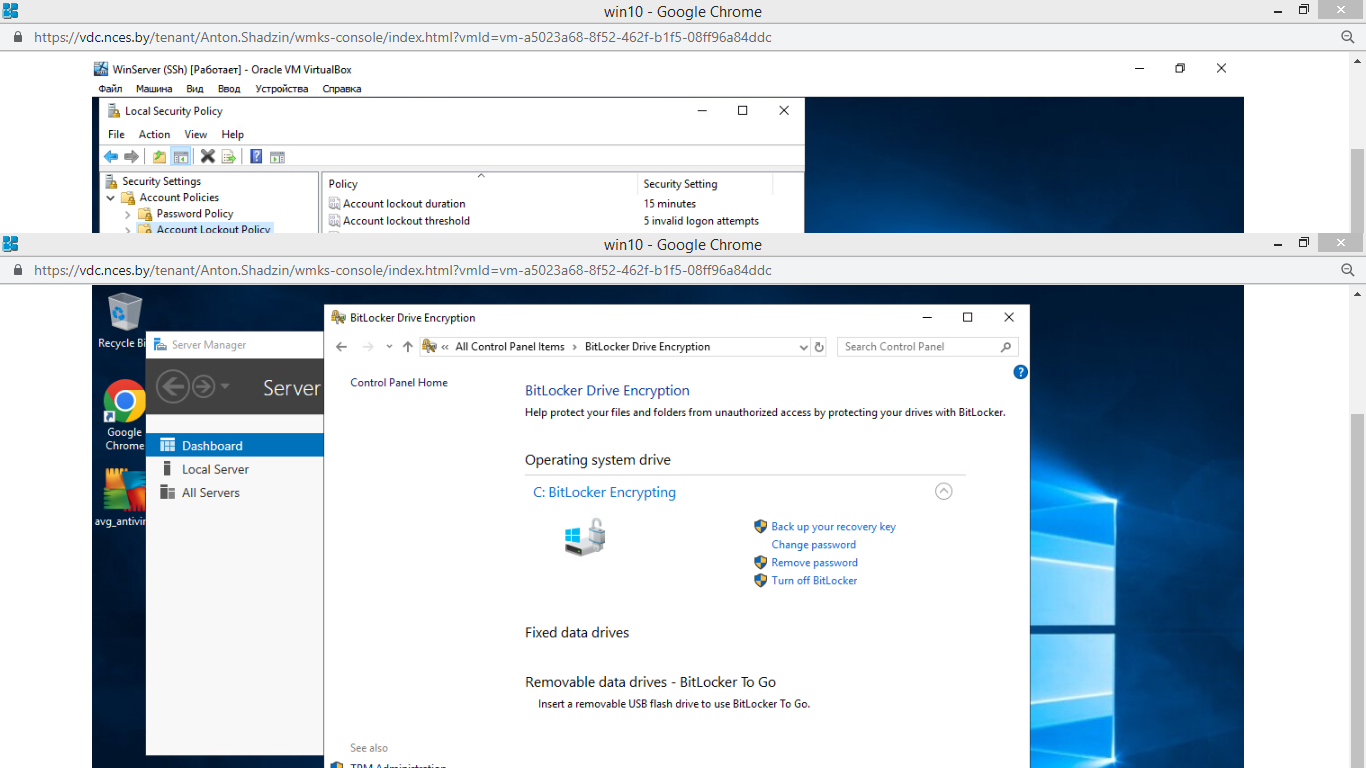 win10 - Google Chrome
https://vdc.nces.by/tenant/Anton.Shadzin/wmks-console/index.html?vmId=vm-a5023a68-8f52-462f-b1f5-08ff96a84ddc
WinServer (SSh) [Работает] - Oracle VM VirtualBox
Файл Машина Вид Ввод Устройства Справка
Local Security Policy
File Action View Help
Security Settings
Account Policies
Password Policy
Account Lockout Policy
Policy Security Setting
Account lockout duration 15 minutes
Account lockout threshold 5 invalid logon attempts
win10 - Google Chrome
https://vdc.nces.by/tenant/Anton.Shadzin/wmks-console/index.html?vmId=vm-a5023a68-8f52-462f-b1f5-08ff96a84ddc
Recycle Bi
Google
Chrome
avg_antivir
Server Manager
Server
Dashboard
Local Server
All Servers
BitLocker Drive Encryption
« All Control Panel Items > BitLocker Drive Encryption
Search Control Panel
Control Panel Home
BitLocker Drive Encryption
Help protect your files and folders from unauthorized access by protecting your drives with BitLocker.
Operating system drive
C: BitLocker Encrypting
Back up your recovery key
Change password
Remove password
Turn off BitLocker
Fixed data drives
Removable data drives - BitLocker To Go
Insert a removable USB flash drive to use BitLocker To Go.
See also
TPM Administration